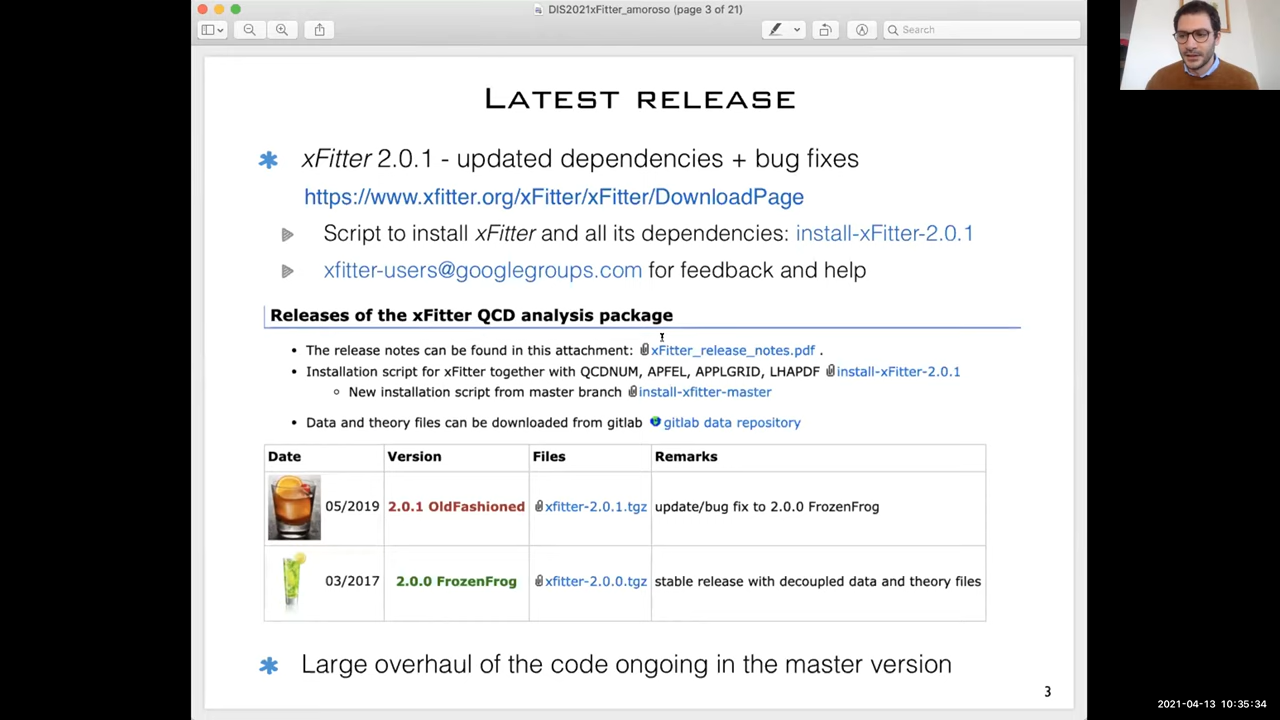 DIS2021xFitter_amoroso (page 3 of 21)
Search
LATEST RELEASE
xFitter 2.0.1 - updated dependencies + bug fixes
https://www.xfitter.org/xFitter/xFitter/DownloadPage
Script to install xFitter and all its dependencies: install-xFitter-2.0.1
xfitter-users@googlegroups.com for feedback and help
Releases of the xFitter QCD analysis package
• The release notes can be found in this attachment: xFitter_release_notes.pdf .
• Installation script for xFitter together with QCDNUM, APFEL, APPLGRID, LHAPDF install-xFitter-2.0.1
New installation script from master branch install-xfitter-master
• Data and theory files can be downloaded from gitlab gitlab data repository
Date Version Files Remarks
05/2019 2.0.1 OldFashioned xfitter-2.0.1.tgz update/bug fix to 2.0.0 FrozenFrog
03/2017 2.0.0 FrozenFrog xfitter-2.0.0.tgz stable release with decoupled data and theory files
Large overhaul of the code ongoing in the master version
3
2021-04-13 10:35:34